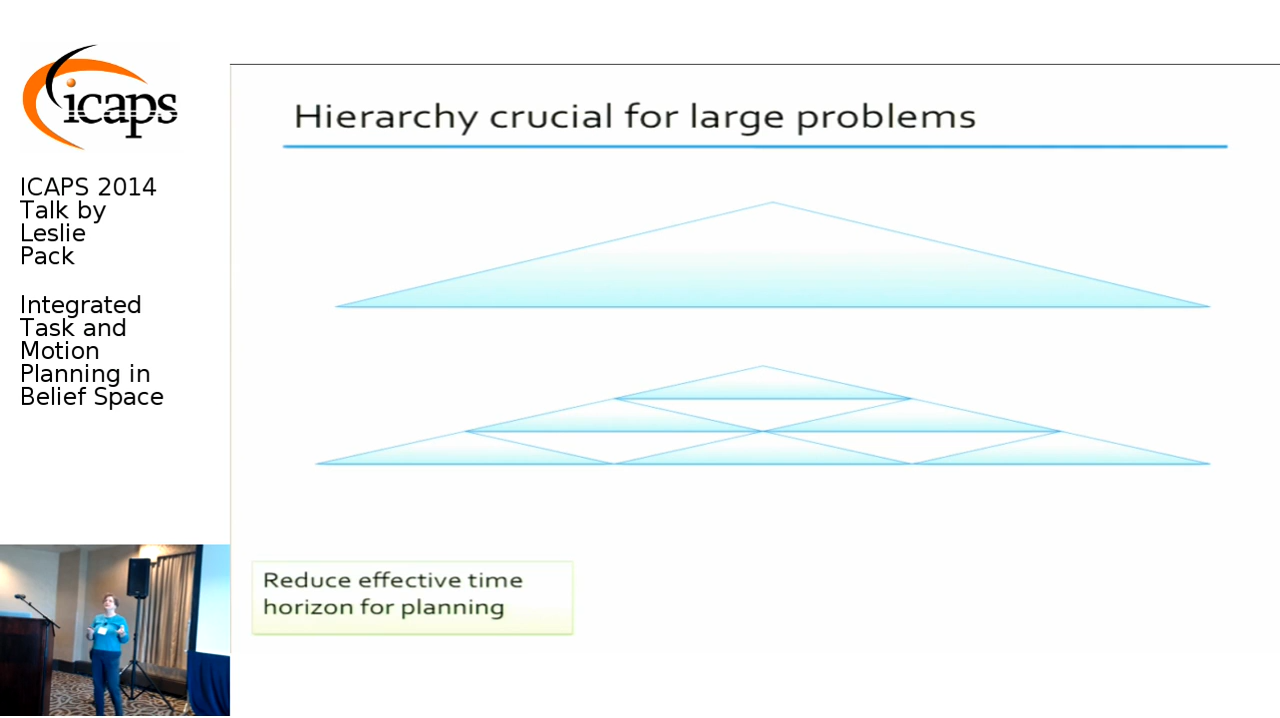 icaps
ICAPS 2014
Talk by
Leslie
Pack
Integrated
Task and
Motion
Planning in
Belief Space
Hierarchy crucial for large problems
Reduce effective time
horizon for planning